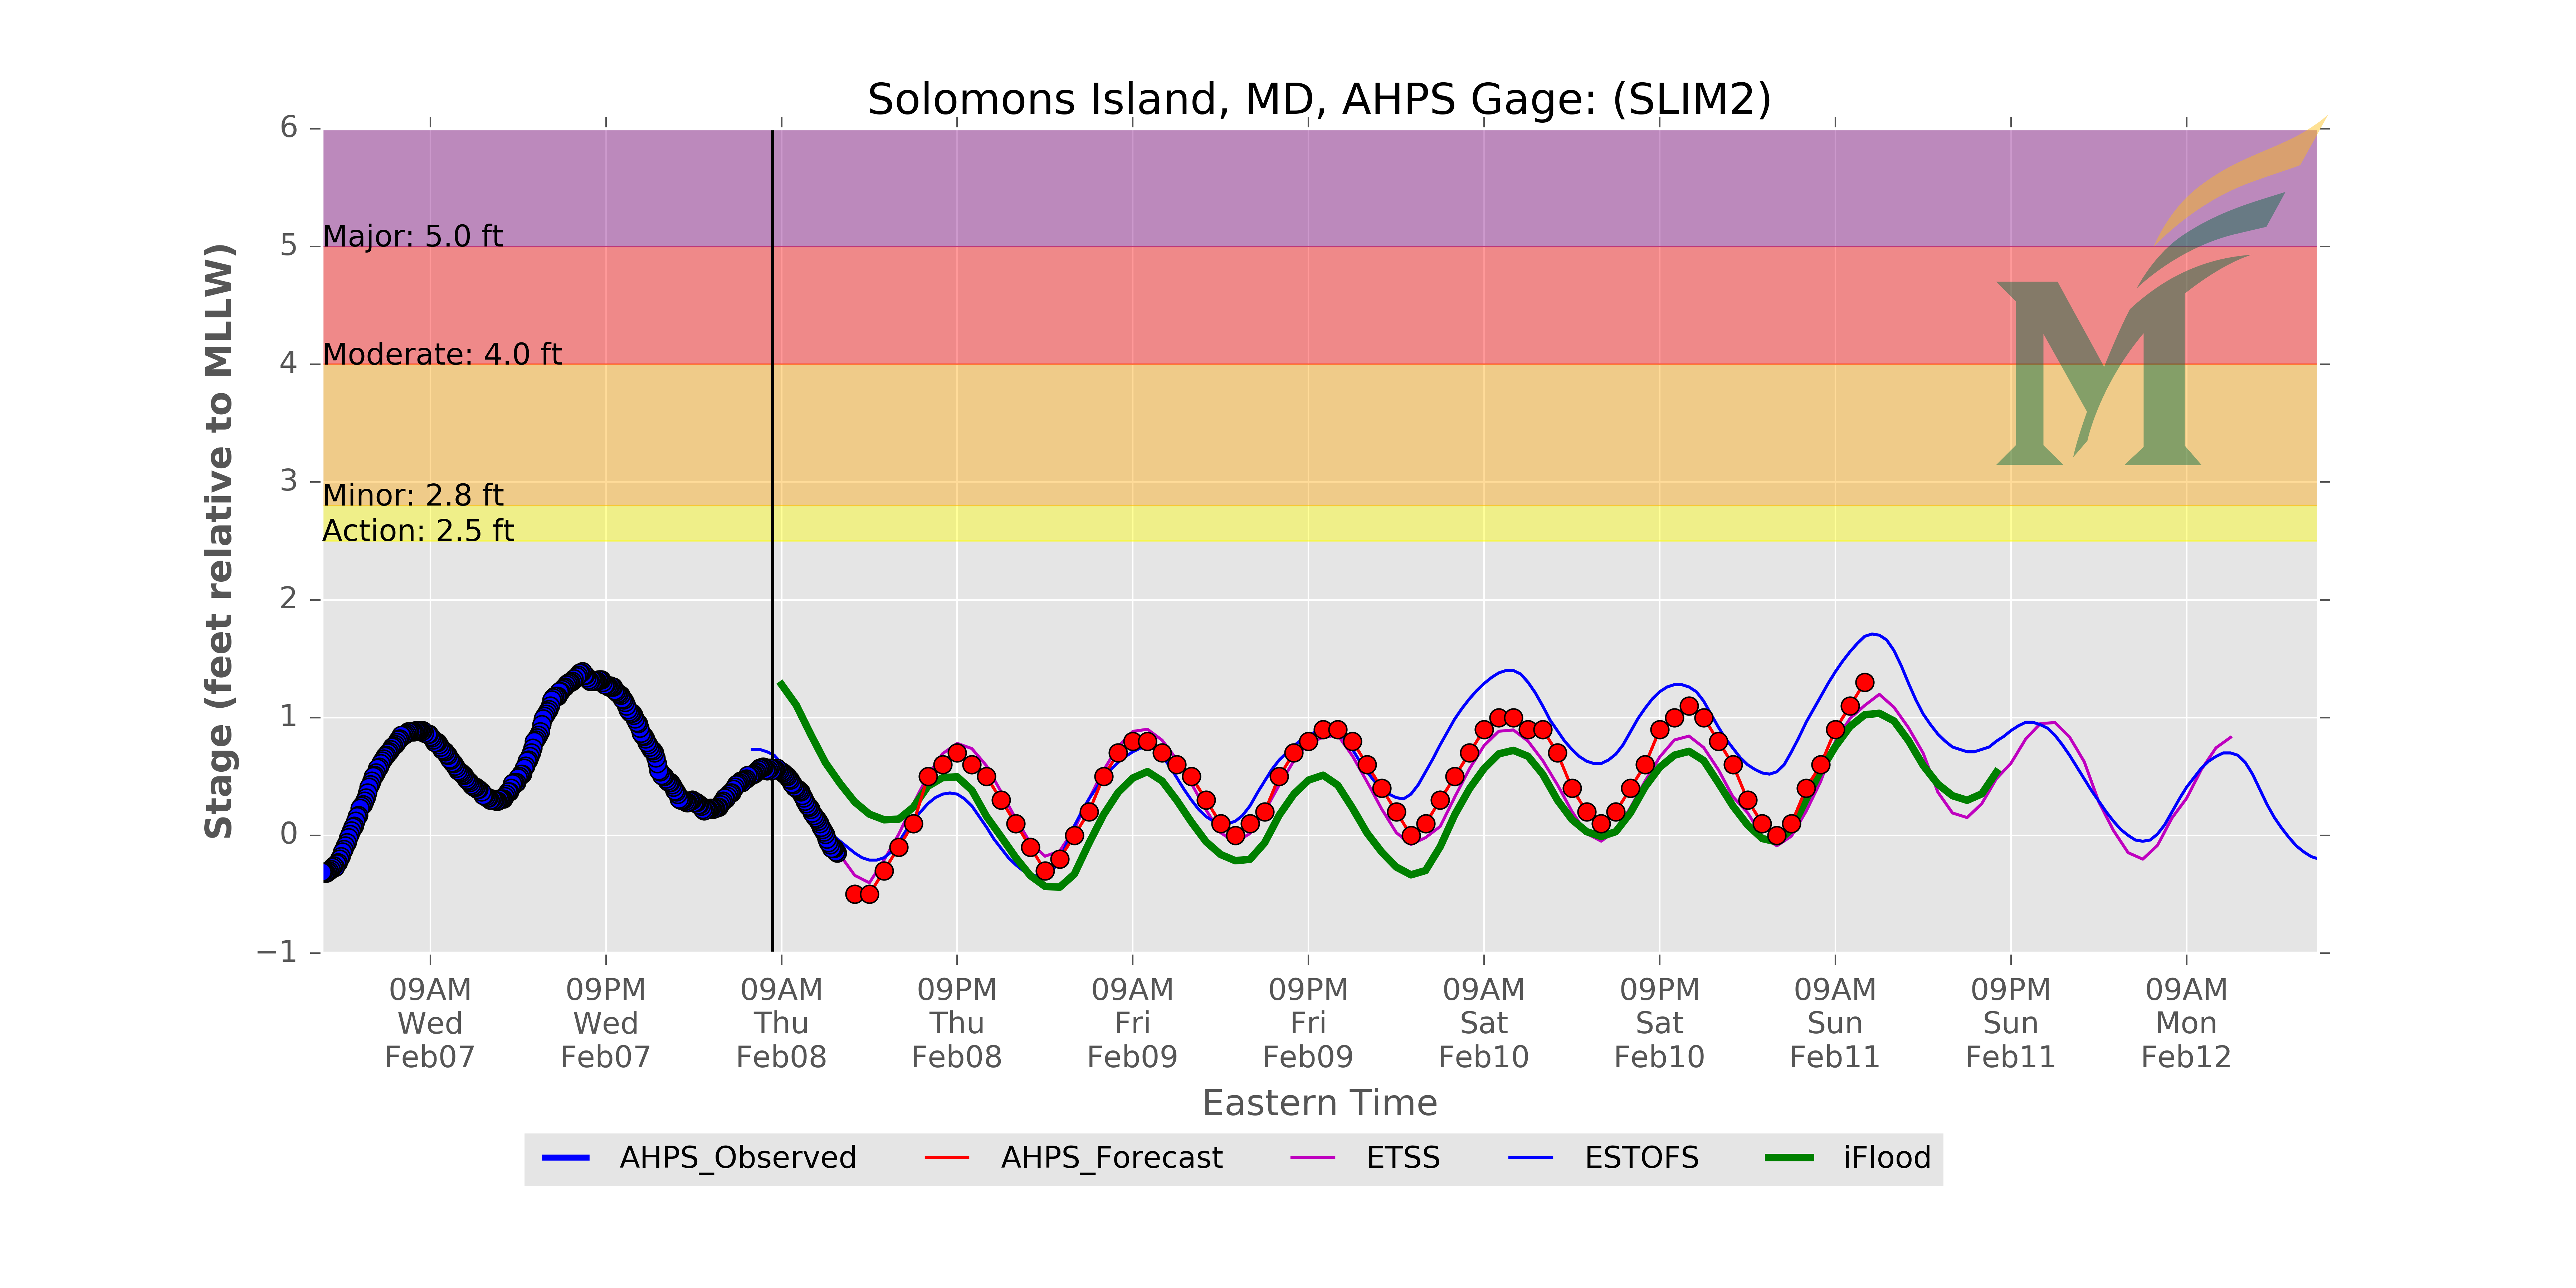 Solomons Island, MD, AHPS Gage: (SLIM2)
6
5
4
3
2
1
0
−1
Stage (feet relative to MLLW)
Major: 5.0 ft
Moderate: 4.0 ft
Minor: 2.8 ft
Action: 2.5 ft
09AM 09PM 09AM 09PM 09AM 09PM 09AM 09PM 09AM 09PM 09AM
Wed Wed Thu Thu Fri Fri Sat Sat Sun Sun Mon
Feb07 Feb07 Feb08 Feb08 Feb09 Feb09 Feb10 Feb10 Feb11 Feb11 Feb12
Eastern Time
AHPS_Observed AHPS_Forecast ETSS ESTOFS iFlood
M